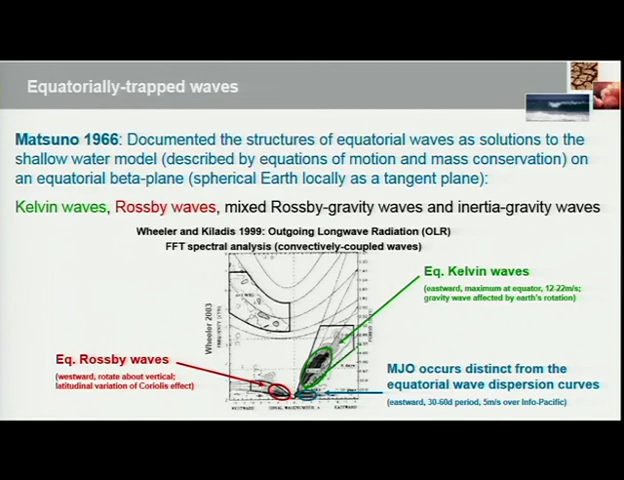 Equatorially-trapped waves
Matsuno 1966: Documented the structures of equatorial waves as solutions to the
shallow water model (described by equations of motion and mass conservation) on
an equatorial beta-plane (spherical Earth locally as a tangent plane):
Kelvin waves, Rossby waves, mixed Rossby-gravity waves and inertia-gravity waves
Wheeler and Kiladis 1999: Outgoing Longwave Radiation (OLR)
FFT spectral analysis (convectively-coupled waves)
Eq. Kelvin waves
(eastward, maximum at equator, 12-22m/s;
gravity wave affected by earth's rotation)
Wheeler 2003
Eq. Rossby waves
(westward, rotate about vertical;
latitudinal variation of Coriolis effect)
MJO occurs distinct from the
equatorial wave dispersion curves
(eastward, 30-60d period, 5m/s over Info-Pacific)
WESTWARD
EASTWARD